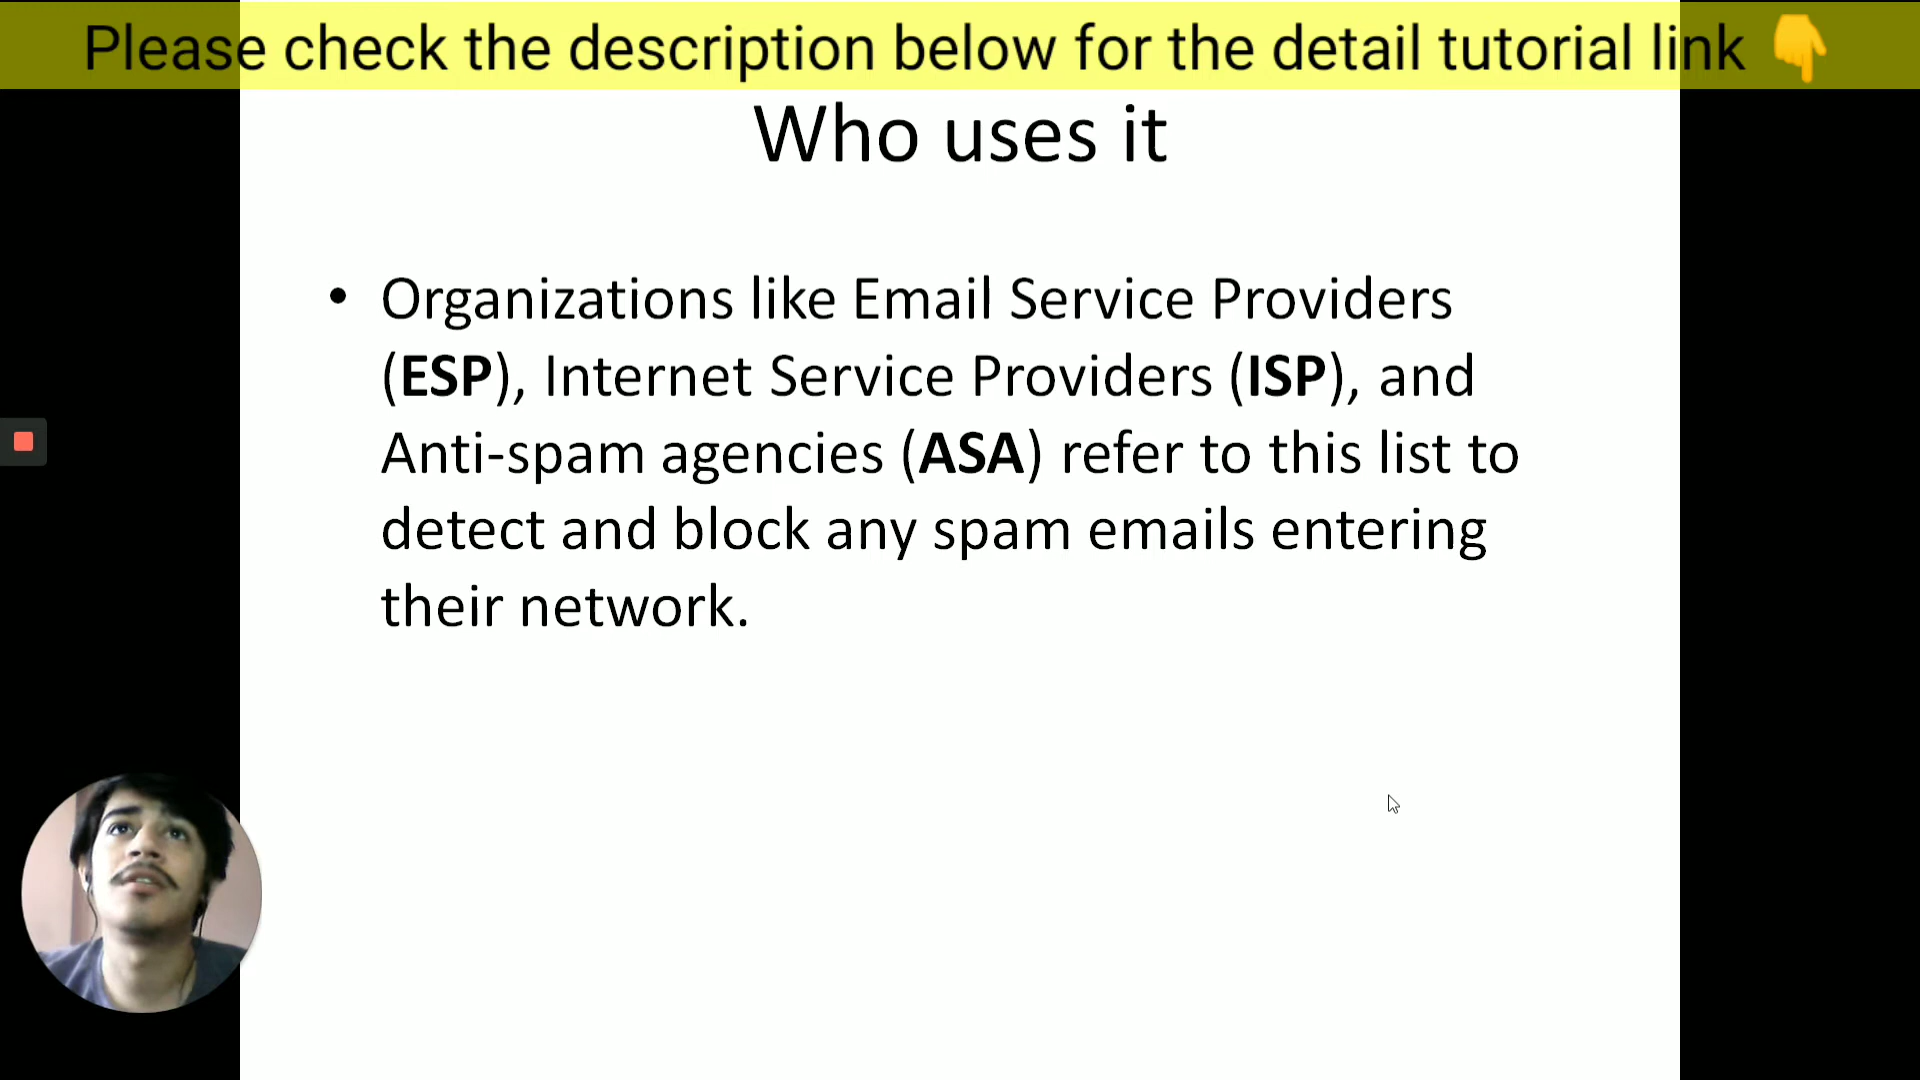 Please check the description below for the detail tutorial link 👇
Who uses it
• Organizations like Email Service Providers
(ESP), Internet Service Providers (ISP), and
Anti-spam agencies (ASA) refer to this list to
detect and block any spam emails entering
their network.